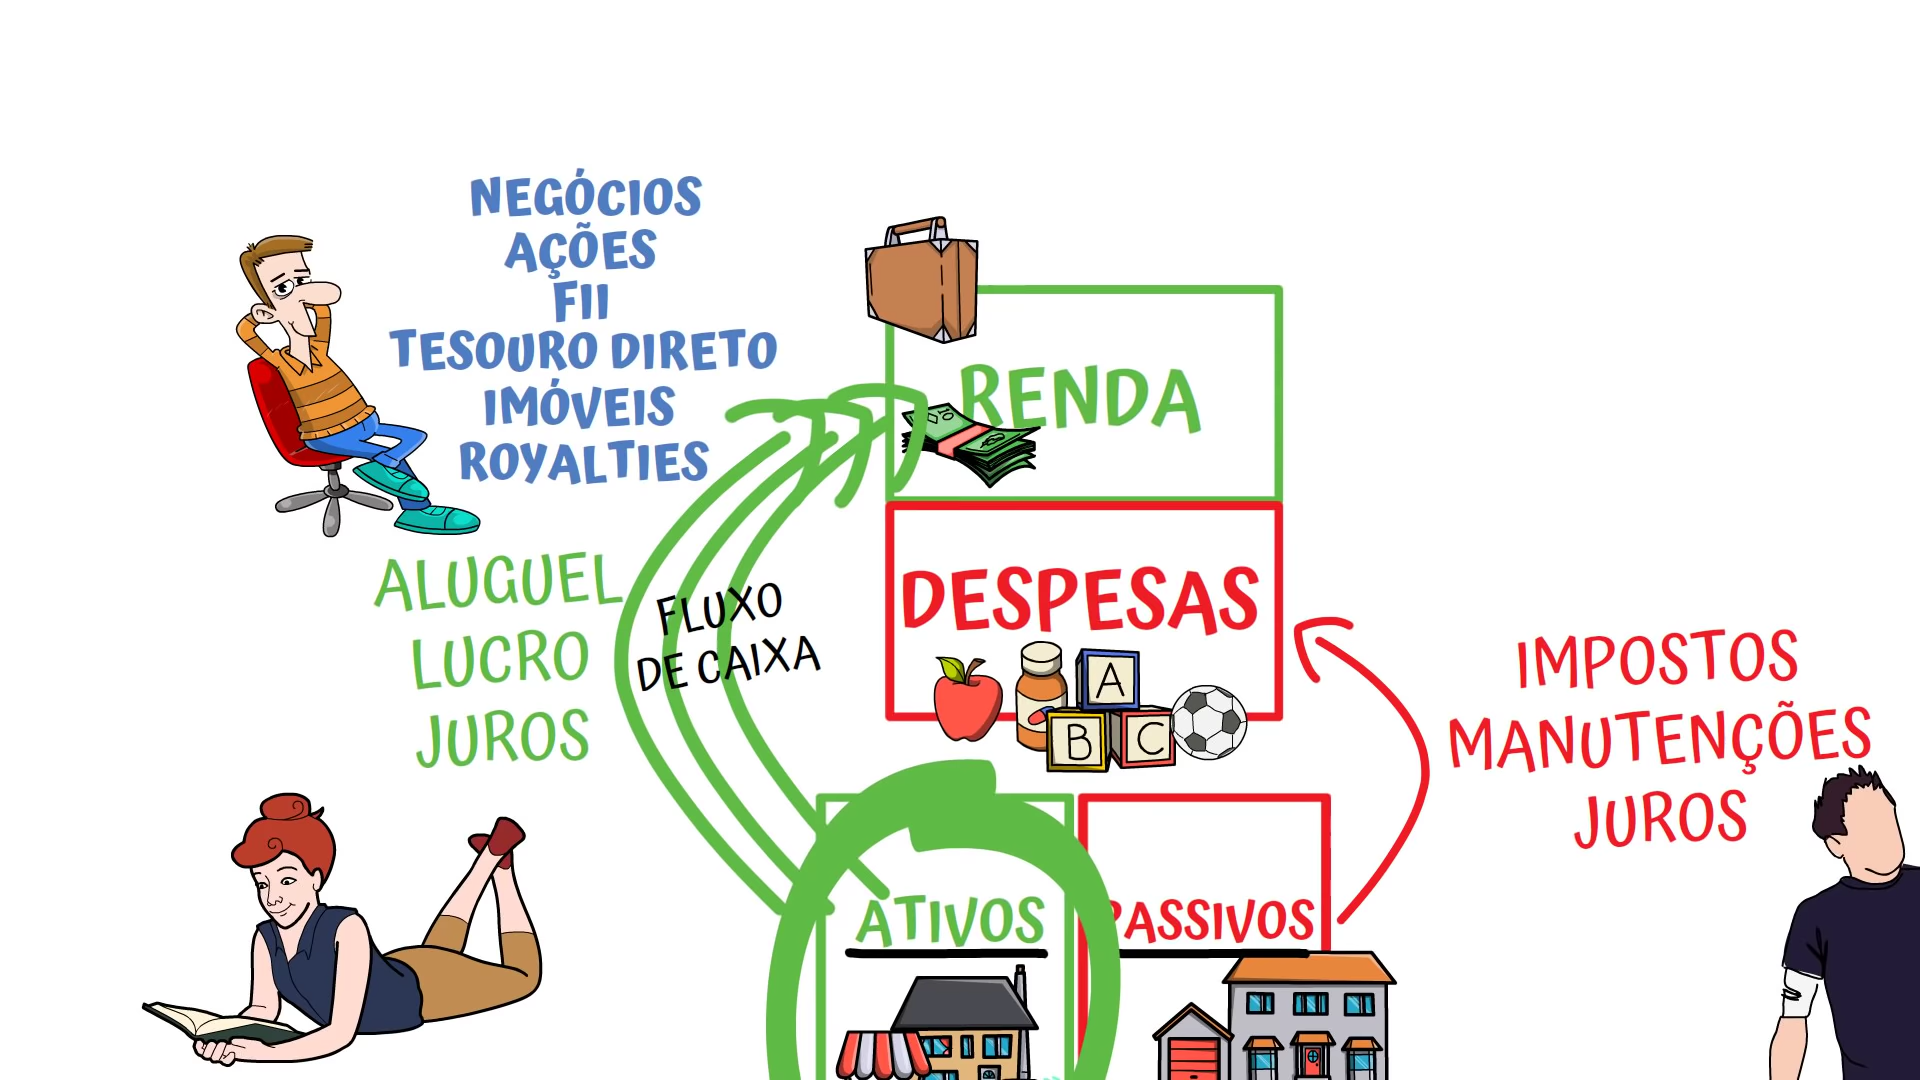 NEGÓCIOS
AÇÕES
FII
TESOURO DIRETO
IMÓVEIS
ROYALTIES
RENDA
10
ALUGUEL
LUCRO
JUROS
FLUXO
DE CAIXA
DESPESAS
A
B C
IMPOSTOS
MANUTENÇÕES
JUROS
ATIVOS
PASSIVOS